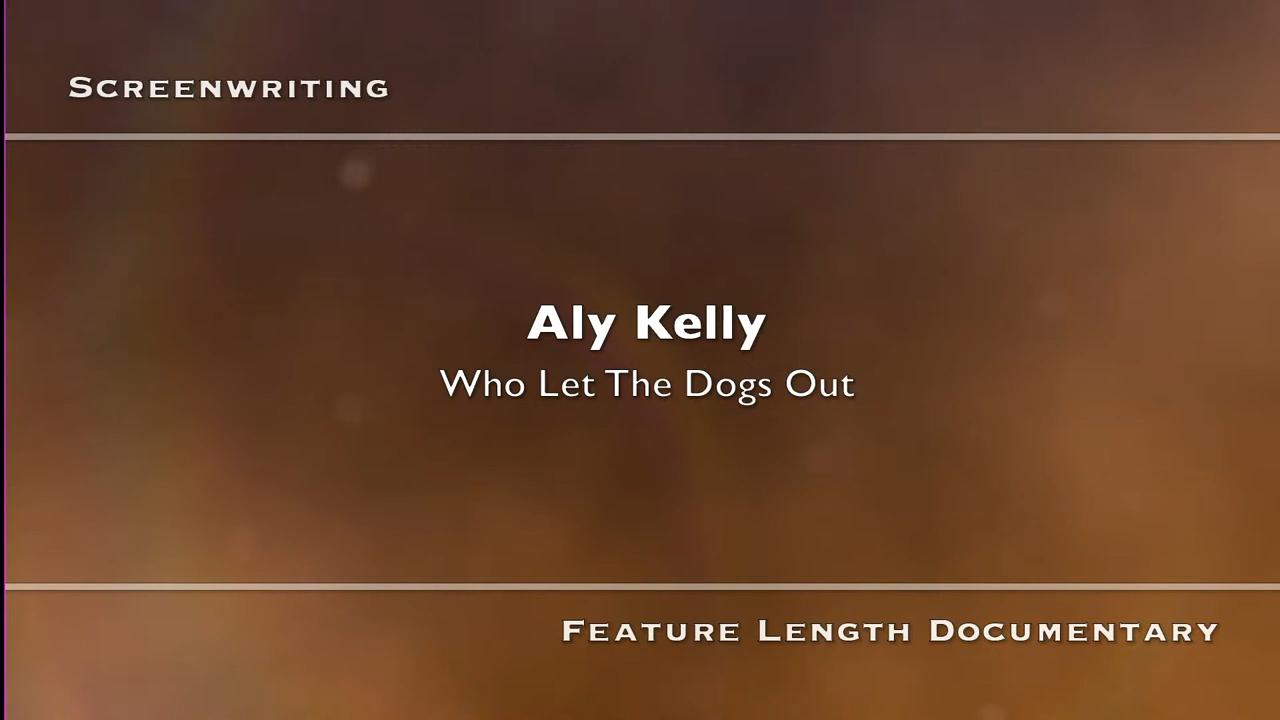 Screenwriting
Aly Kelly
Who Let The Dogs Out
Feature Length Documentary